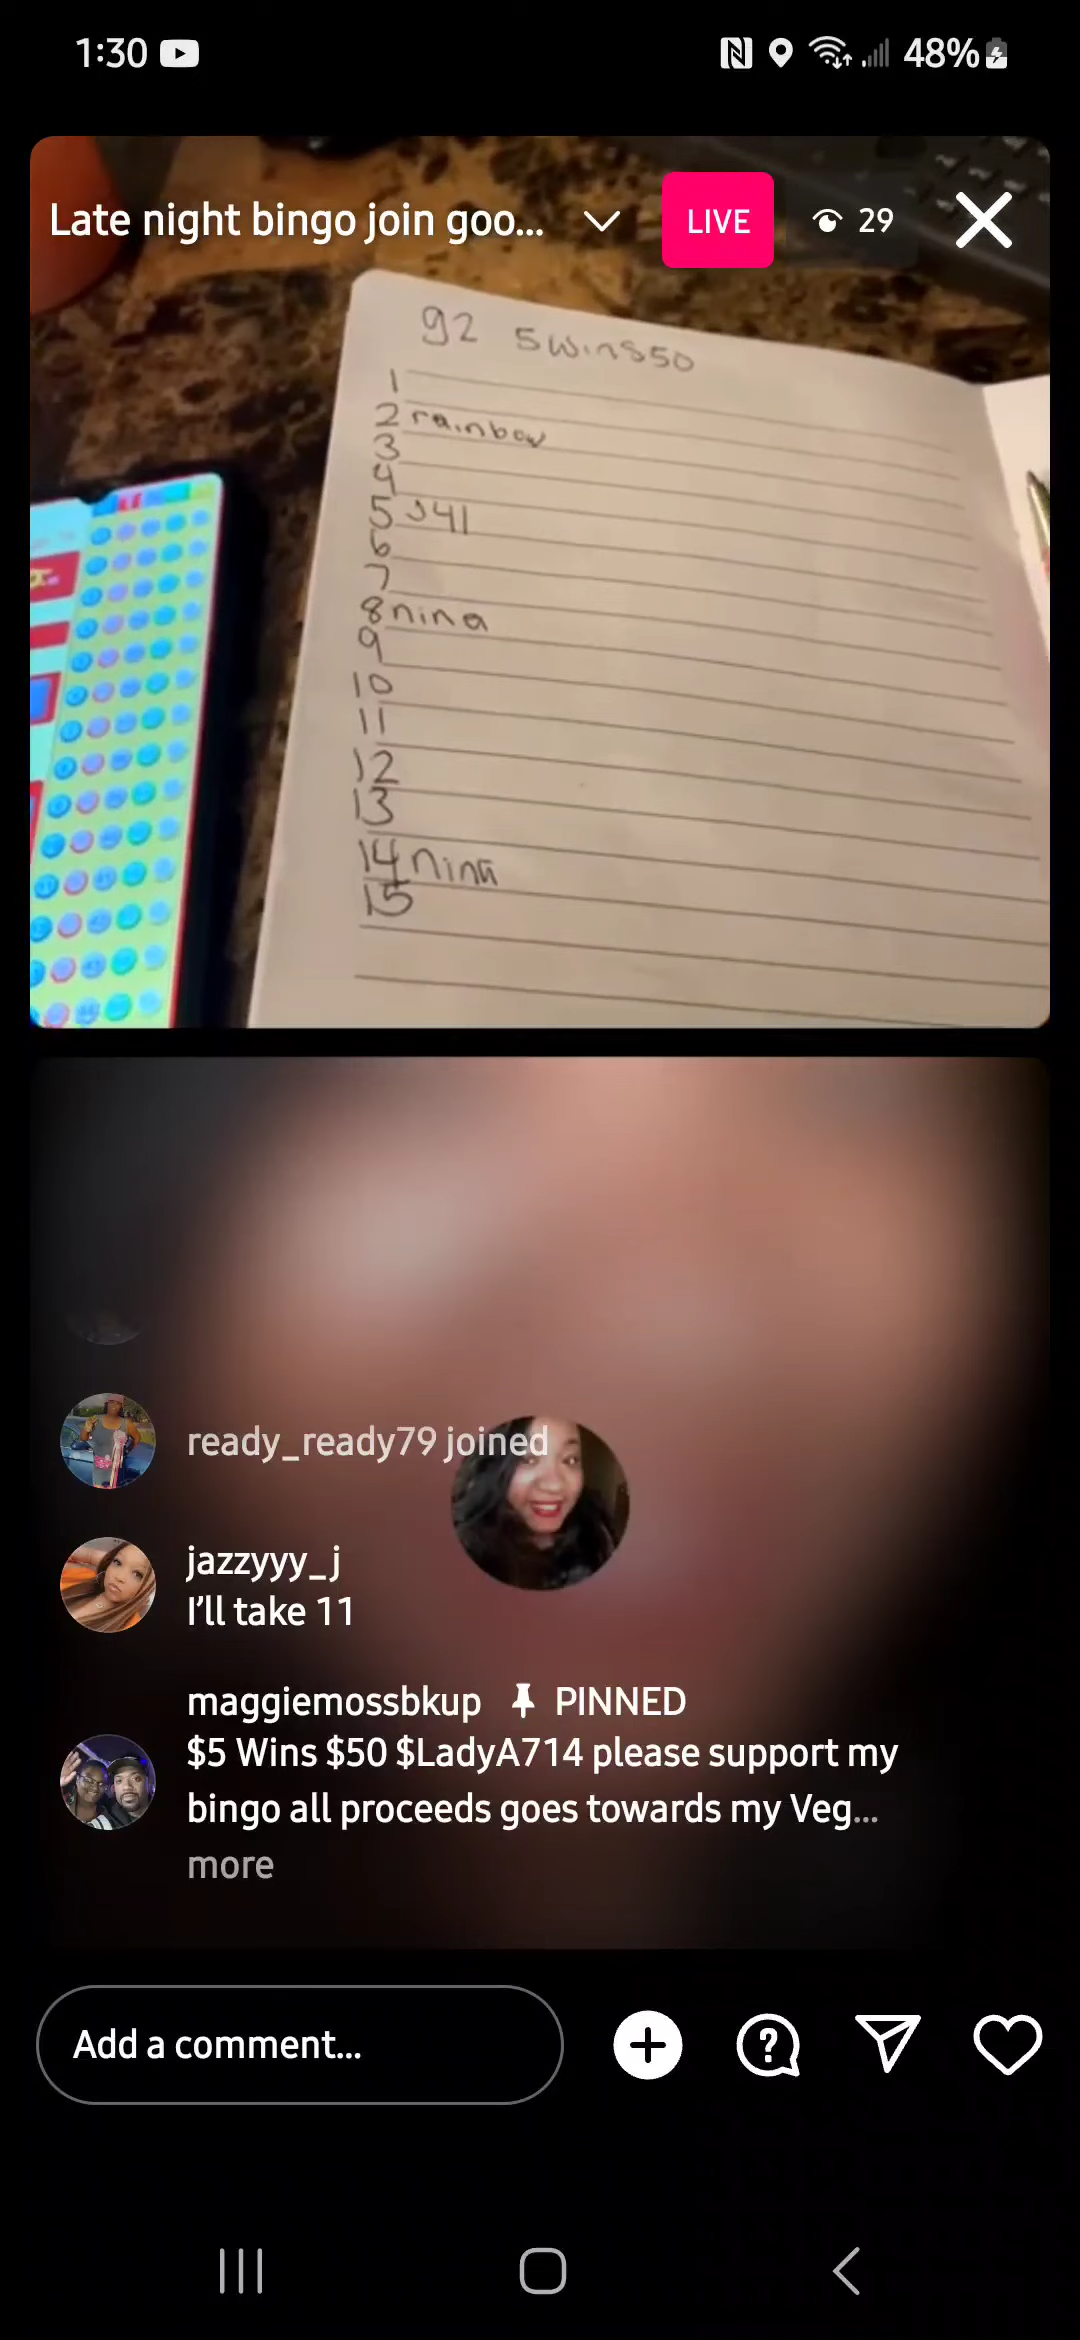 1:30
48%
Late night bingo join goo...
LIVE
29
g2 5wins50
1
2 rainbow
3
4
5 J41
6
7
8 nina
9
10
11
12
13
14 nina
15
ready_ready79 joined
jazzyyy_j
I'll take 11
maggiemossbkup PINNED
$5 Wins $50 $LadyA714 please support my
bingo all proceeds goes towards my Veg...
more
Add a comment...